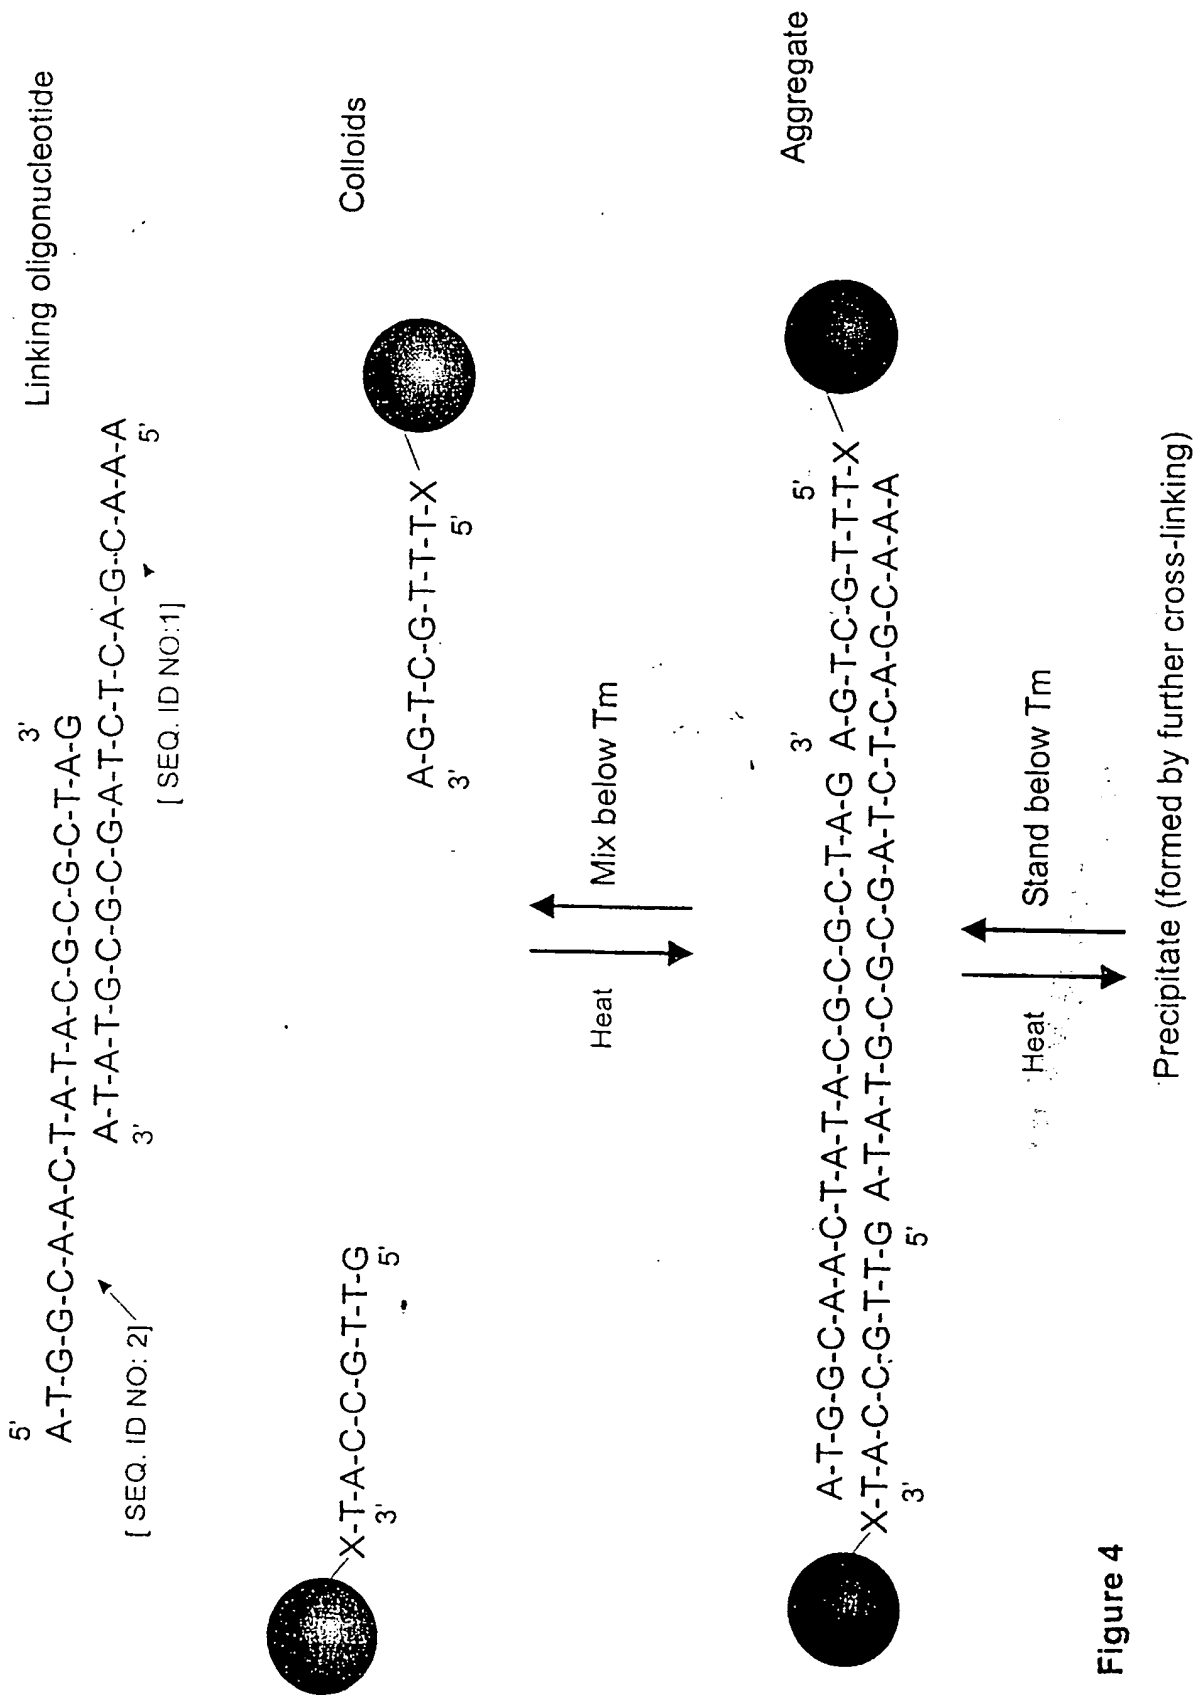 Linking oligonucleotide
5'
3'
A-T-G-G-C-A-A-C-T-A-T-A-C-G-C-G-C-T-A-G
A-T-A-T-G-C-G-C-G-A-T-C-T-C-A-G-C-A-A-A
3'
5'
[ SEQ. ID NO: 2]
[ SEQ. ID NO:1]
Colloids
X-T-A-C-C-G-T-T-G
3'
5'
A-G-T-C-G-T-T-T-X
3'
5'
Heat
Mix below Tm
Aggregate
3'
5'
A-T-G-G-C-A-A-C-T-A-T-A-C-G-C-G-C-T-A-G A-G-T-C-G-T-T-T-X
X-T-A-C-C-G-T-T-G A-T-A-T-G-C-G-C-G-A-T-C-T-C-A-G-C-A-A-A
3'
5'
Heat
Stand below Tm
Precipitate (formed by further cross-linking)
Figure 4